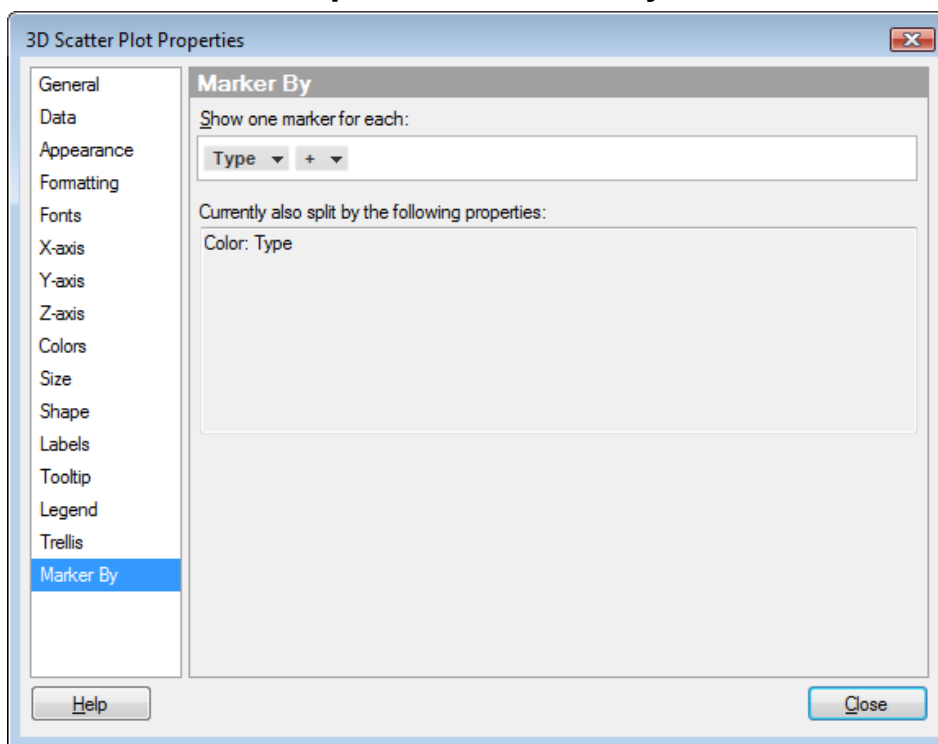 3D Scatter Plot Properties
General
Data
Appearance
Formatting
Fonts
X-axis
Y-axis
Z-axis
Colors
Size
Shape
Labels
Tooltip
Legend
Trellis
Marker By
Marker By
Show one marker for each:
Type +
Currently also split by the following properties:
Color: Type
Help
Close